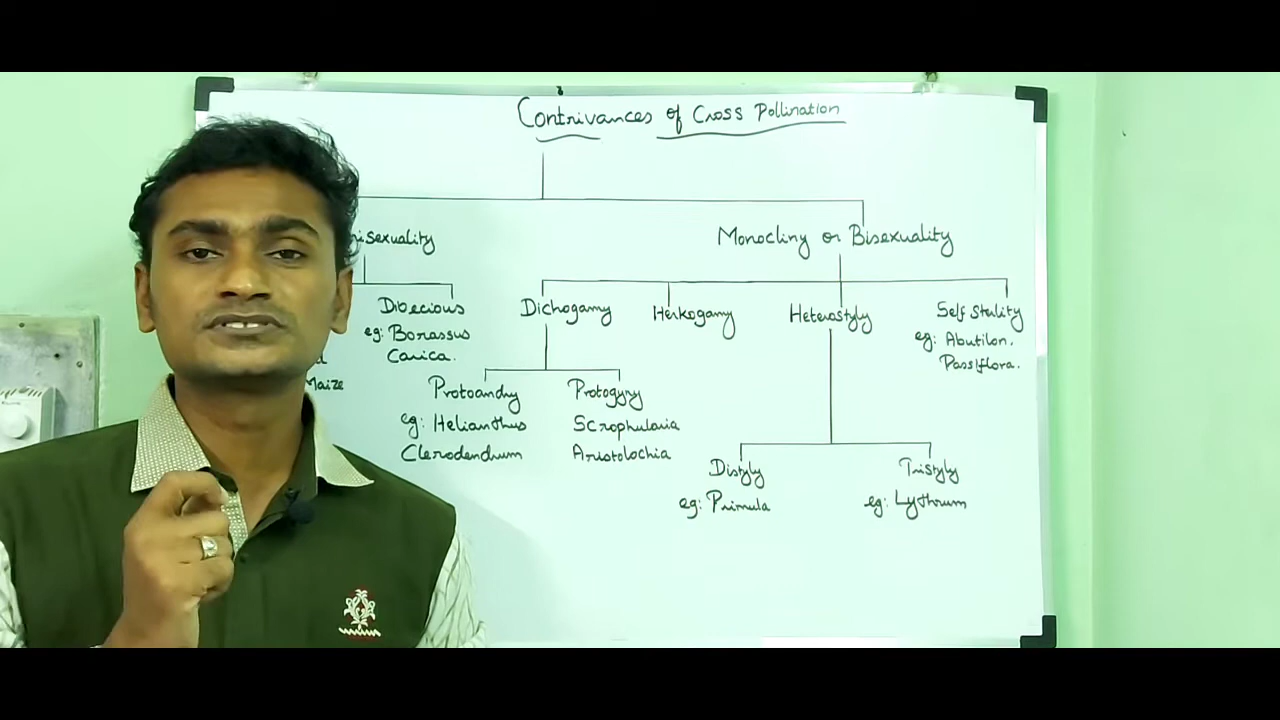 Contrivances of Cross Pollination
nisexuality
Monocliny or Bisexuality
Dioecious
eg: Borassus
Carica.
Maize
Dichogamy
Herkogamy
Heterostyly
Self Sterility
eg: Abutilon.
Passiflora.
Protoandry
eg: Helianthus
Clerodendrum
Protogyny
Scrophularia
Aristolochia
Distyly
eg: Primula
Tristyly
eg: Lythrum